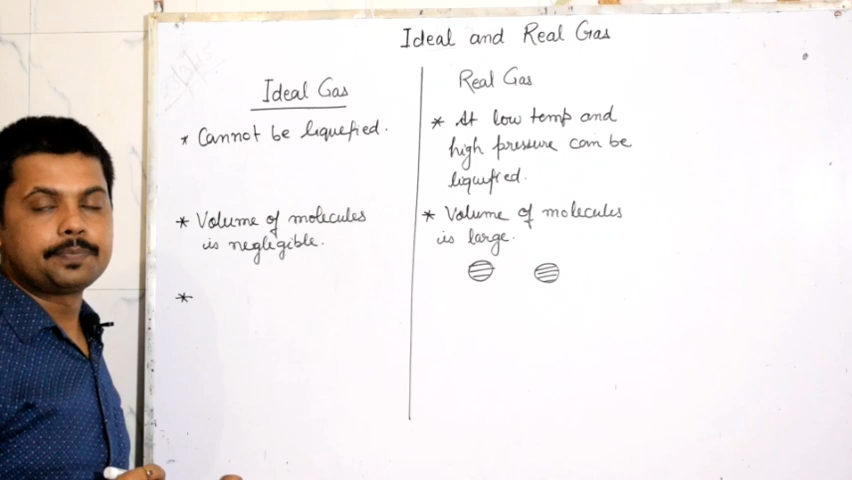 Ideal and Real Gas
Ideal Gas
* Cannot be liquefied.
* Volume of molecules
is negligible.
*
Real Gas
* At low temp and
high pressure can be
liquified.
* Volume of molecules
is large.